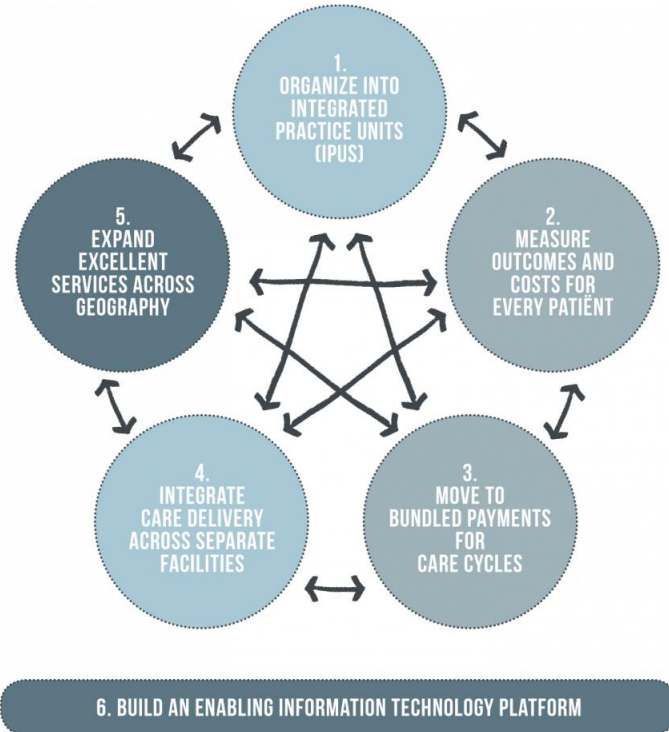 1.
ORGANIZE INTO
INTEGRATED
PRACTICE UNITS
(IPUS)
2.
MEASURE
OUTCOMES AND
COSTS FOR
EVERY PATIËNT
3.
MOVE TO
BUNDLED PAYMENTS
FOR
CARE CYCLES
4.
INTEGRATE
CARE DELIVERY
ACROSS SEPARATE
FACILITIES
5.
EXPAND
EXCELLENT
SERVICES ACROSS
GEOGRAPHY
6. BUILD AN ENABLING INFORMATION TECHNOLOGY PLATFORM